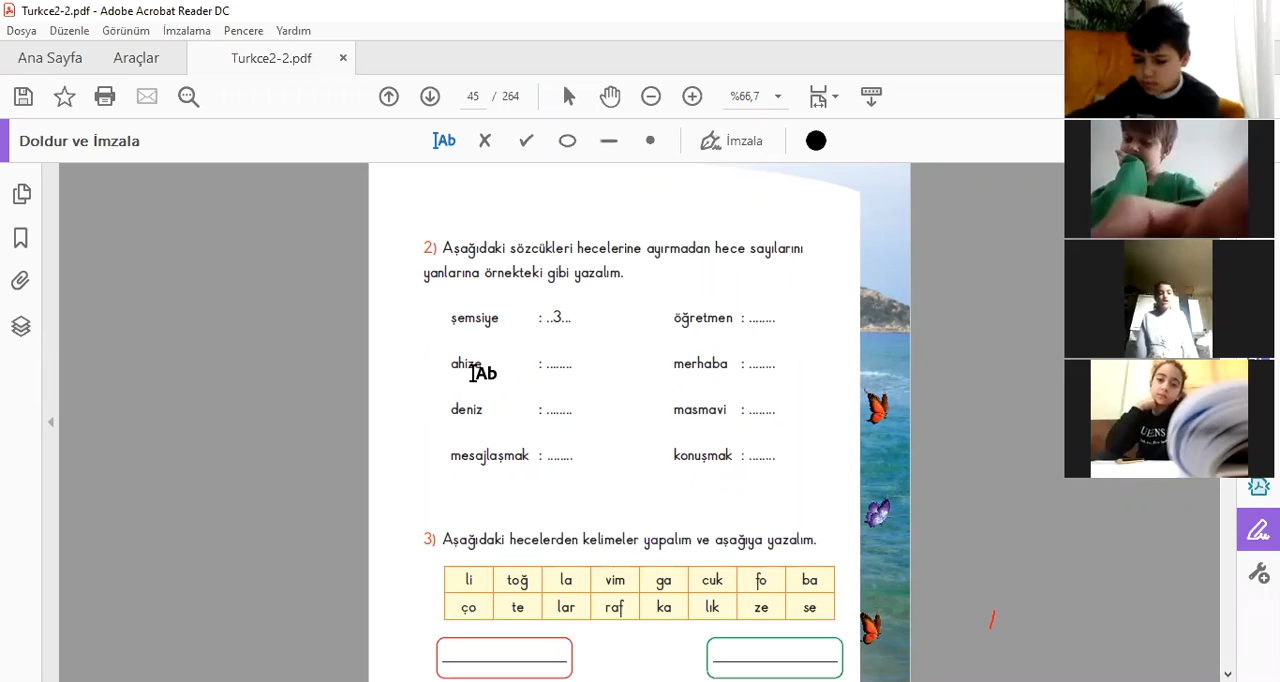 Turkce2-2.pdf - Adobe Acrobat Reader DC
Dosya Düzenle Görünüm İmzalama Pencere Yardım
Ana Sayfa Araçlar Turkce2-2.pdf ×
45 / 264 %66,7
Doldur ve İmzala Ab İmzala
2) Aşağıdaki sözcükleri hecelerine ayırmadan hece sayılarını
yanlarına örnekteki gibi yazalım.
şemsiye : ..3... öğretmen : ........
ahize : ........ merhaba : ........
Ab
deniz : ........ masmavi : ........
mesajlaşmak : ........ konuşmak : ........
3) Aşağıdaki hecelerden kelimeler yapalım ve aşağıya yazalım.
li toğ la vim ga cuk fo ba
ço te lar raf ka lık ze se
UENS